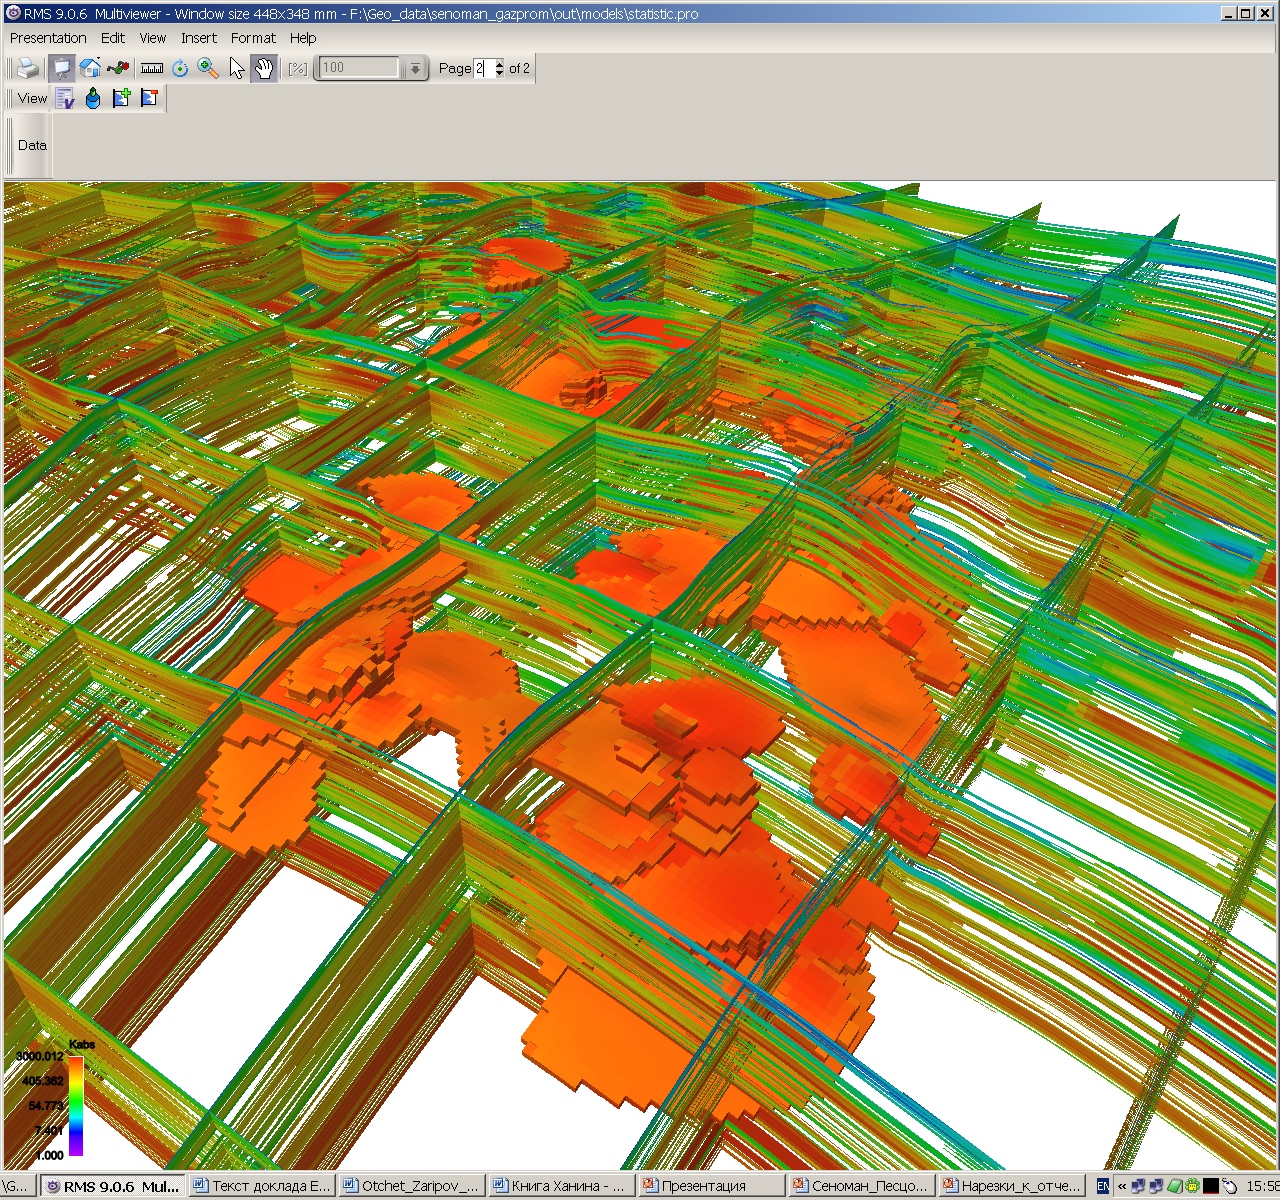 RMS 9.0.6 Multiviewer - Window size 448x348 mm - F:\Geo_data\senoman_gazprom\out\models\statistic.pro
Presentation Edit View Insert Format Help
[%] 100 Page 2 of 2
View
Data
Kabs
3000.012
405.362
54.773
7.401
1.000
\G... RMS 9.0.6 Mul... Текст доклада Е... Otchet_Zaripov_... Книга Ханина - ... Презентация Сеноман_Песцо... Нарезки_к_отче... EN « 15:58